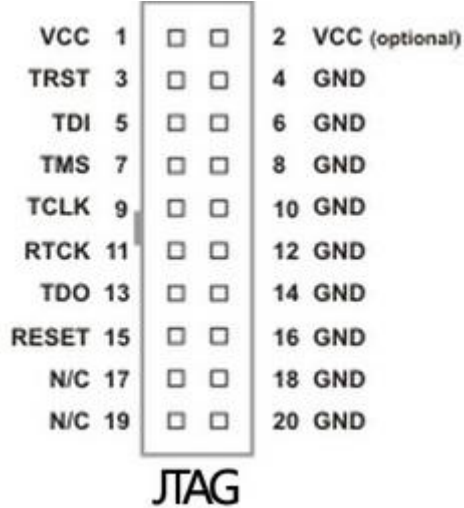 VCC 1 2 VCC (optional)
TRST 3 4 GND
TDI 5 6 GND
TMS 7 8 GND
TCLK 9 10 GND
RTCK 11 12 GND
TDO 13 14 GND
RESET 15 16 GND
N/C 17 18 GND
N/C 19 20 GND
JTAG